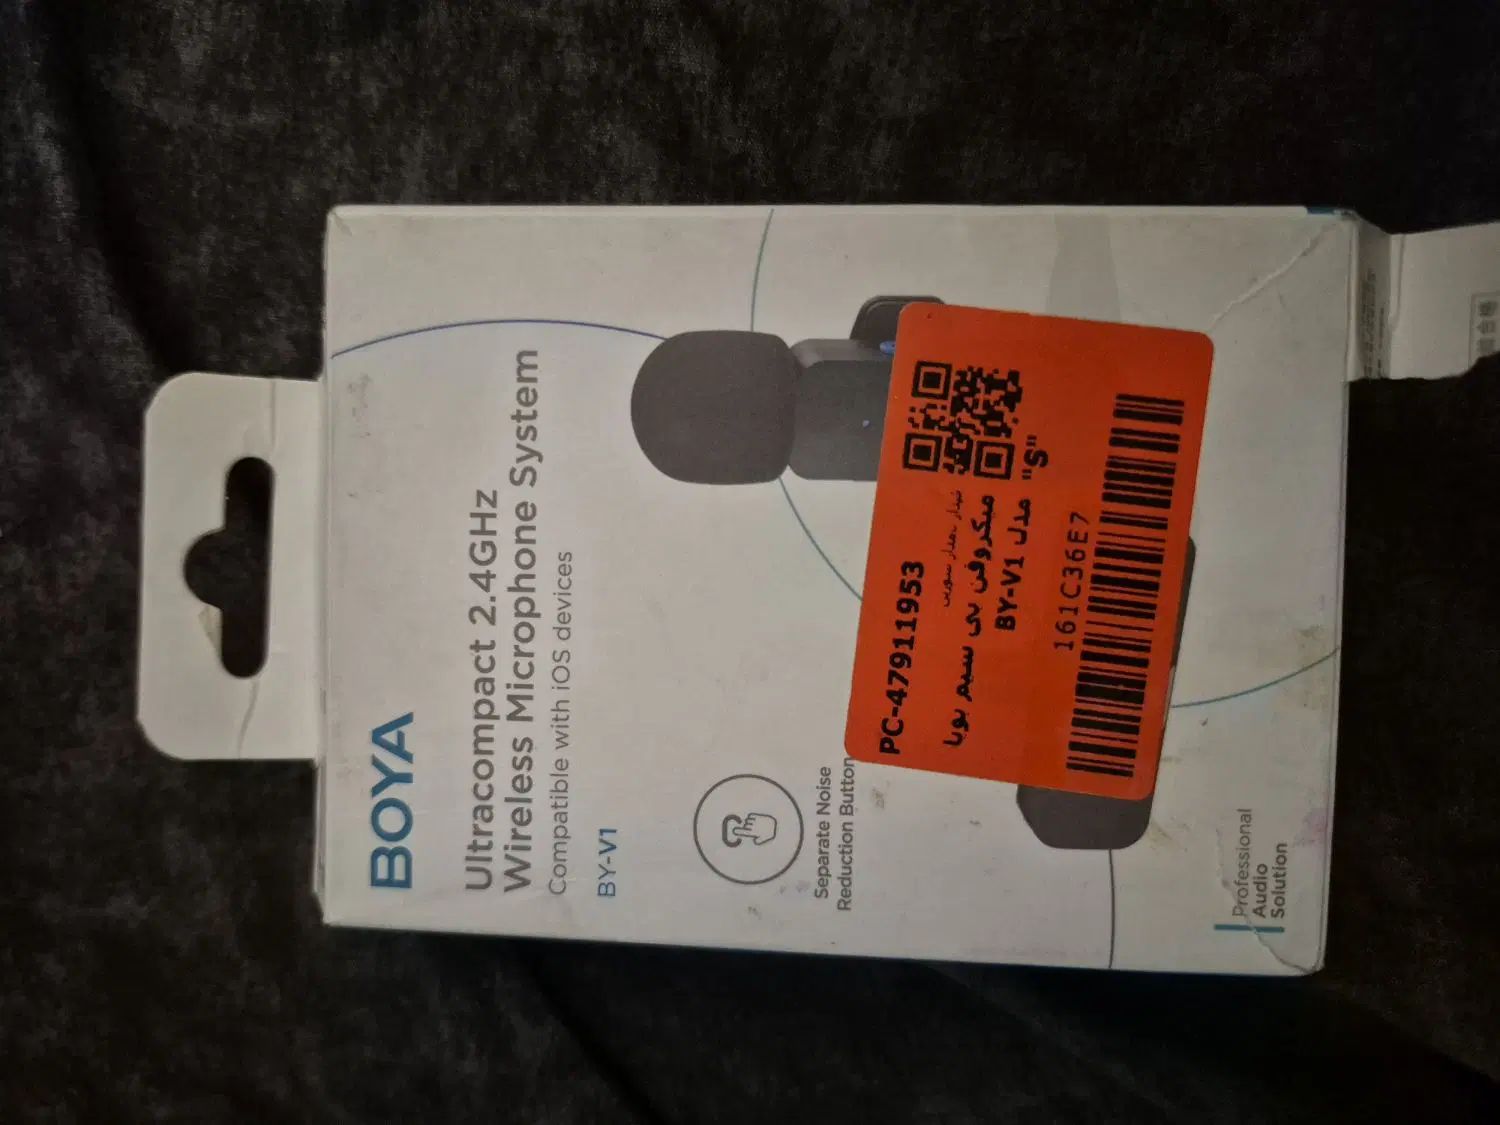 BOYA
Ultracompact 2.4GHz
Wireless Microphone System
Compatible with iOS devices
BY-V1
Separate Noise
Reduction Button
PC-479111953
میکروفن بی سیم بویا
مدل BY-V1 "S"
161C36E7
Professional
Audio
Solution